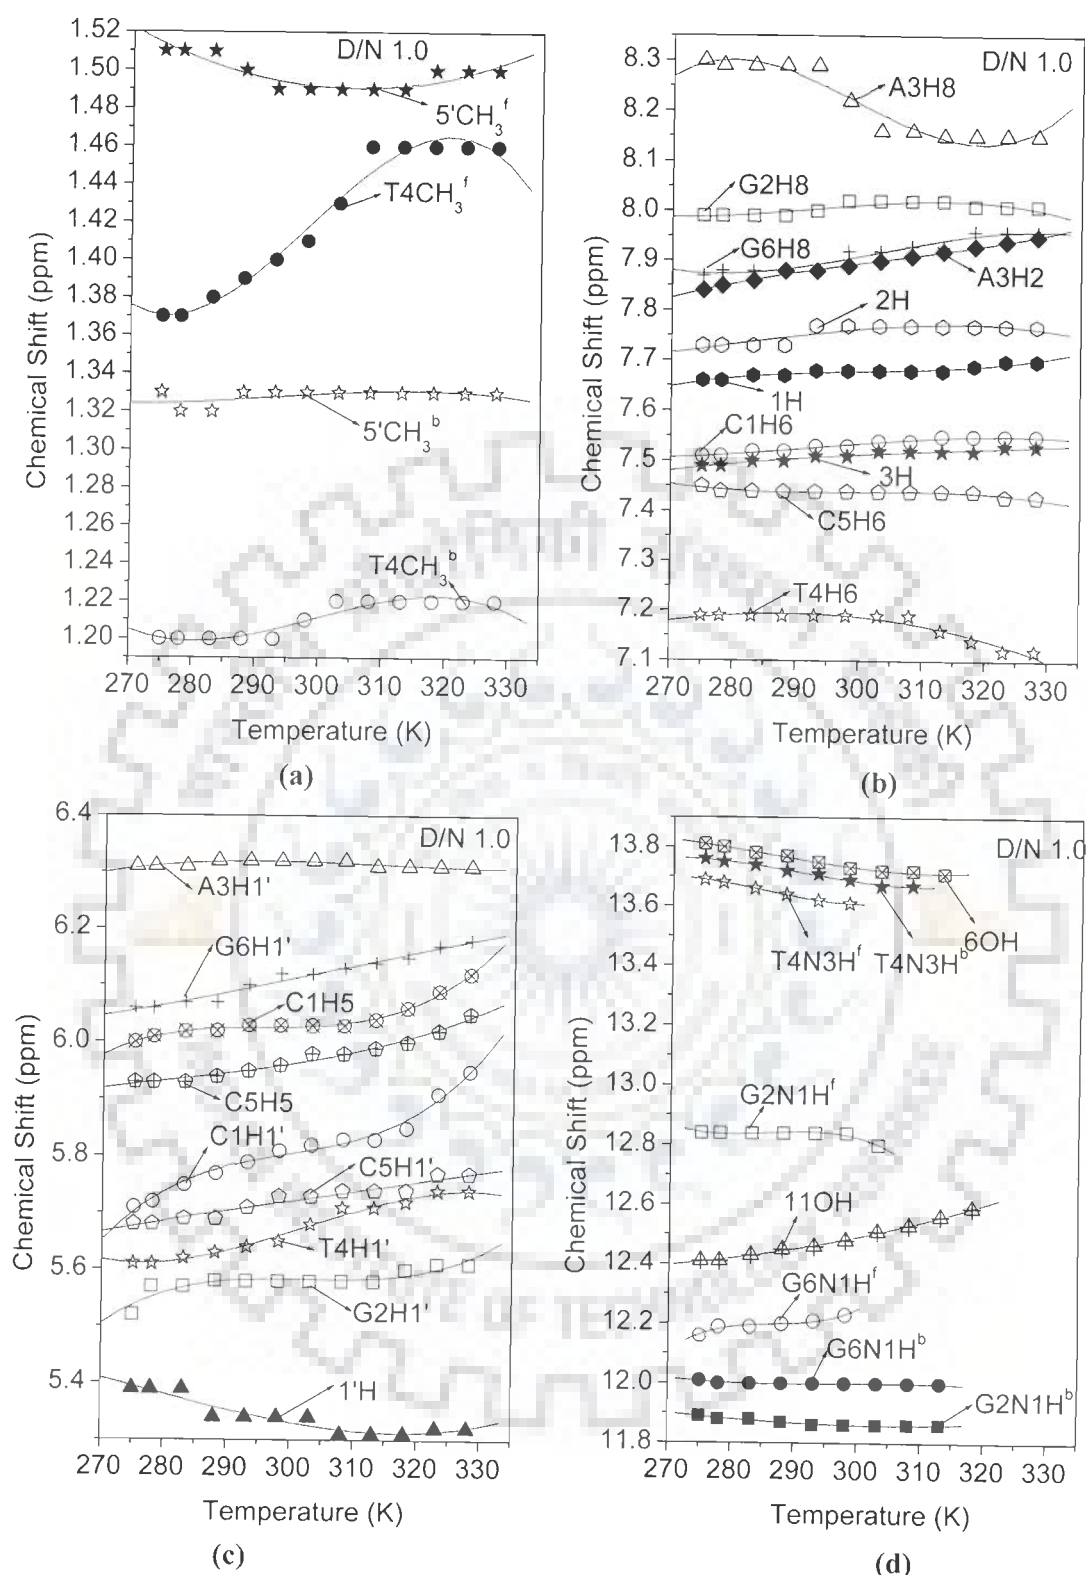 1.52
1.50
1.48
1.46
1.44
1.42
1.40
1.38
1.36
1.34
1.32
1.30
1.28
1.26
1.24
1.22
1.20
Chemical Shift (ppm)
D/N 1.0
5'CH₃ᶠ
T4CH₃ᶠ
5'CH₃ᵇ
T4CH₃ᵇ
270 280 290 300 310 320 330
Temperature (K)
(a)
8.3
8.2
8.1
8.0
7.9
7.8
7.7
7.6
7.5
7.4
7.3
7.2
7.1
Chemical Shift (ppm)
D/N 1.0
A3H8
G2H8
G6H8
A3H2
2H
1H
C1H6
3H
C5H6
T4H6
270 280 290 300 310 320 330
Temperature (K)
(b)
6.4
6.2
6.0
5.8
5.6
5.4
Chemical Shift (ppm)
D/N 1.0
A3H1'
G6H1'
C1H5
C5H5
C1H1'
C5H1'
T4H1'
G2H1'
1'H
270 280 290 300 310 320 330
Temperature (K)
(c)
13.8
13.6
13.4
13.2
13.0
12.8
12.6
12.4
12.2
12.0
11.8
Chemical Shift (ppm)
D/N 1.0
T4N3Hᶠ
T4N3Hᵇ
6OH
G2N1Hᶠ
11OH
G6N1Hᶠ
G6N1Hᵇ
G2N1Hᵇ
270 280 290 300 310 320 330
Temperature (K)
(d)